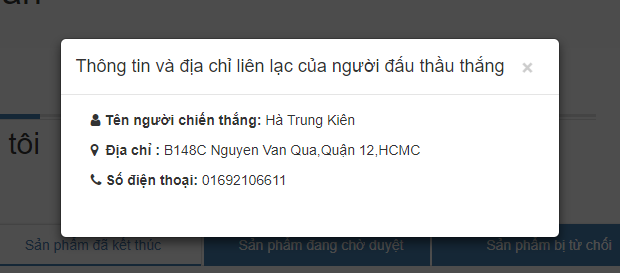 Thông tin và địa chỉ liên lạc của người đấu thầu thắng ×
Tên người chiến thắng: Hà Trung Kiên
Địa chỉ : B148C Nguyen Van Qua,Quận 12,HCMC
tôi
Số điện thoại: 01692106611
Sản phẩm đã kết thúc Sản phẩm đang chờ duyệt Sản phẩm bị từ chối